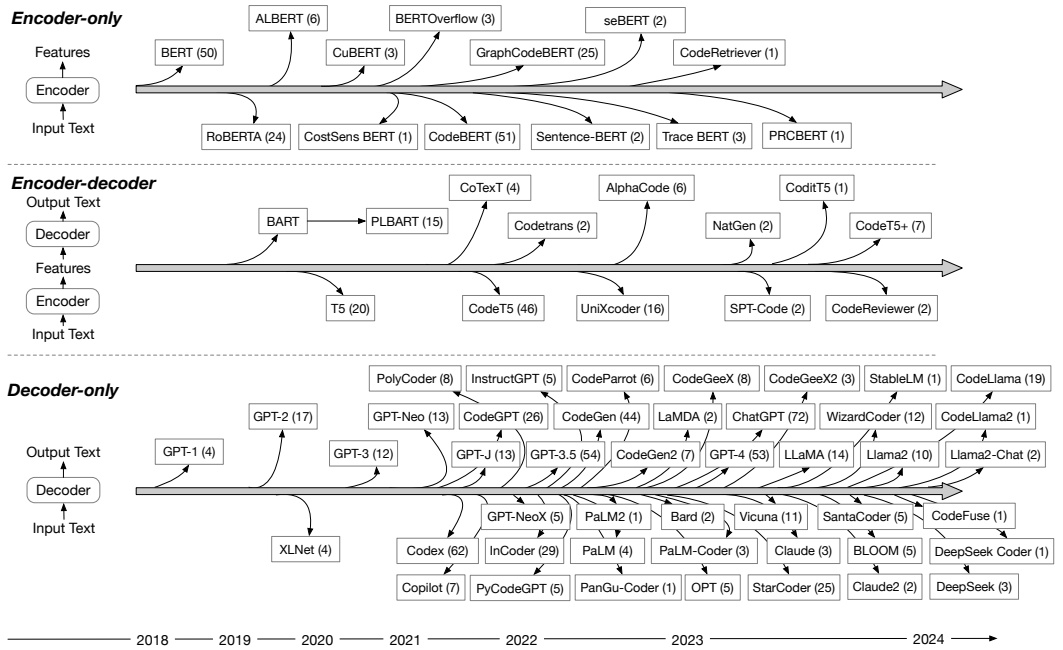 Encoder-only
ALBERT (6)
BERTOverflow (3)
seBERT (2)
Features
BERT (50)
CuBERT (3)
GraphCodeBERT (25)
CodeRetriever (1)
Encoder
Input Text
RoBERTA (24)
CostSens BERT (1)
CodeBERT (51)
Sentence-BERT (2)
Trace BERT (3)
PRCBERT (1)
Encoder-decoder
Output Text
CoTexT (4)
AlphaCode (6)
CoditT5 (1)
BART
PLBART (15)
Codetrans (2)
NatGen (2)
CodeT5+ (7)
Decoder
Features
Encoder
T5 (20)
CodeT5 (46)
UniXcoder (16)
SPT-Code (2)
CodeReviewer (2)
Input Text
Decoder-only
PolyCoder (8)
InstructGPT (5)
CodeParrot (6)
CodeGeeX (8)
CodeGeeX2 (3)
StableLM (1)
CodeLlama (19)
GPT-2 (17)
GPT-Neo (13)
CodeGPT (26)
CodeGen (44)
LaMDA (2)
ChatGPT (72)
WizardCoder (12)
CodeLlama2 (1)
Output Text
GPT-1 (4)
GPT-3 (12)
GPT-J (13)
GPT-3.5 (54)
CodeGen2 (7)
GPT-4 (53)
LLaMA (14)
Llama2 (10)
Llama2-Chat (2)
Decoder
Input Text
GPT-NeoX (5)
PaLM2 (1)
Bard (2)
Vicuna (11)
SantaCoder (5)
CodeFuse (1)
XLNet (4)
Codex (62)
InCoder (29)
PaLM (4)
PaLM-Coder (3)
Claude (3)
BLOOM (5)
DeepSeek Coder (1)
Copilot (7)
PyCodeGPT (5)
PanGu-Coder (1)
OPT (5)
StarCoder (25)
Claude2 (2)
DeepSeek (3)
2018
2019
2020
2021
2022
2023
2024